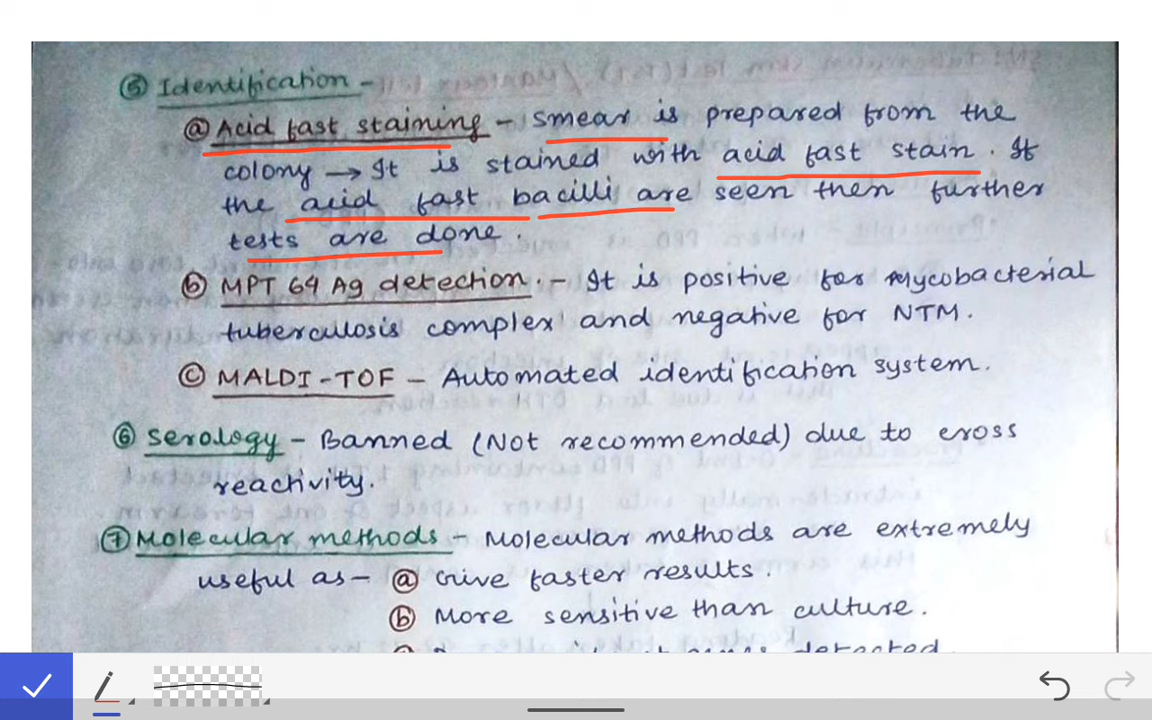 ⑤ Identification -
ⓐ Acid fast staining - smear is prepared from the
colony → It is stained with acid fast stain. If
the acid fast bacilli are seen then further
tests are done.
ⓑ MPT 64 Ag detection. - It is positive for mycobacterial
tuberculosis complex and negative for NTM.
ⓒ MALDI-TOF - Automated identification system.
⑥ Serology - Banned (Not recommended) due to cross
reactivity.
⑦ Molecular methods - Molecular methods are extremely
useful as - ⓐ Give faster results.
ⓑ More sensitive than culture.
detected.